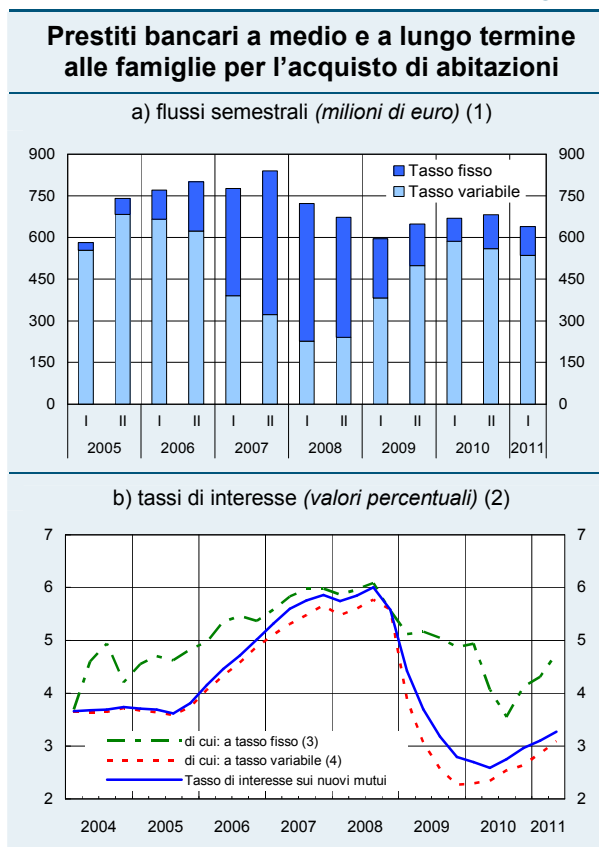 Prestiti bancari a medio e a lungo termine
alle famiglie per l'acquisto di abitazioni
a) flussi semestrali (milioni di euro) (1)
900 900
Tasso fisso
750 750
Tasso variabile
600 600
450 450
300 300
150 150
0 0
I II I II I II I II I II I II I
2005 2006 2007 2008 2009 2010 2011
b) tassi di interesse (valori percentuali) (2)
7 7
6 6
5 5
4 4
3 3
di cui: a tasso fisso (3)
di cui: a tasso variabile (4)
Tasso di interesse sui nuovi mutui
2 2
2004 2005 2006 2007 2008 2009 2010 2011